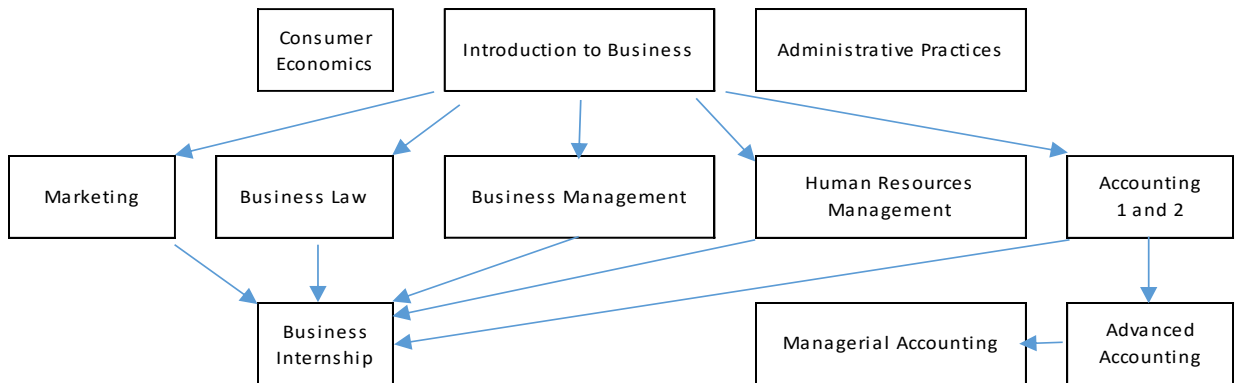 Consumer
Economics
Introduction to Business
Administrative Practices
Marketing
Business Law
Business Management
Human Resources
Management
Accounting
1 and 2
Business
Internship
Managerial Accounting
Advanced
Accounting